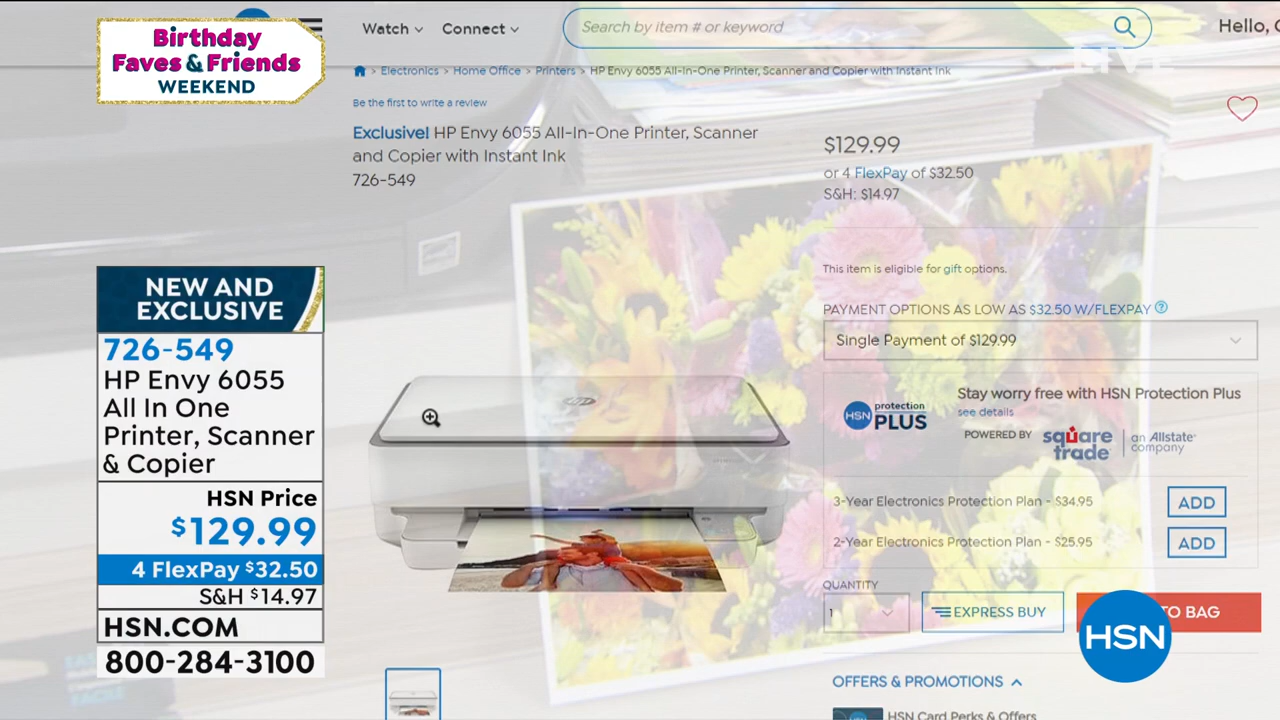 Birthday
Faves & Friends
WEEKEND
Watch
Connect
Search by item # or keyword
Hello,
LIVE
> Electronics > Home Office > Printers > HP Envy 6055 All-In-One Printer, Scanner and Copier with Instant Ink
Be the first to write a review
Exclusive! HP Envy 6055 All-In-One Printer, Scanner
and Copier with Instant Ink
726-549
$129.99
or 4 FlexPay of $32.50
S&H: $14.97
This item is eligible for gift options.
PAYMENT OPTIONS AS LOW AS $32.50 W/FLEXPAY ?
Single Payment of $129.99
HSN protection PLUS
Stay worry free with HSN Protection Plus
see details
POWERED BY square trade | an Allstate company
3-Year Electronics Protection Plan - $34.95
ADD
2-Year Electronics Protection Plan - $25.95
ADD
QUANTITY
1
EXPRESS BUY
TO BAG
OFFERS & PROMOTIONS
HSN Card Perks & Offers
NEW AND
EXCLUSIVE
726-549
HP Envy 6055
All In One
Printer, Scanner
& Copier
HSN Price
$129.99
4 FlexPay $32.50
S&H $14.97
HSN.COM
800-284-3100
hp
HSN